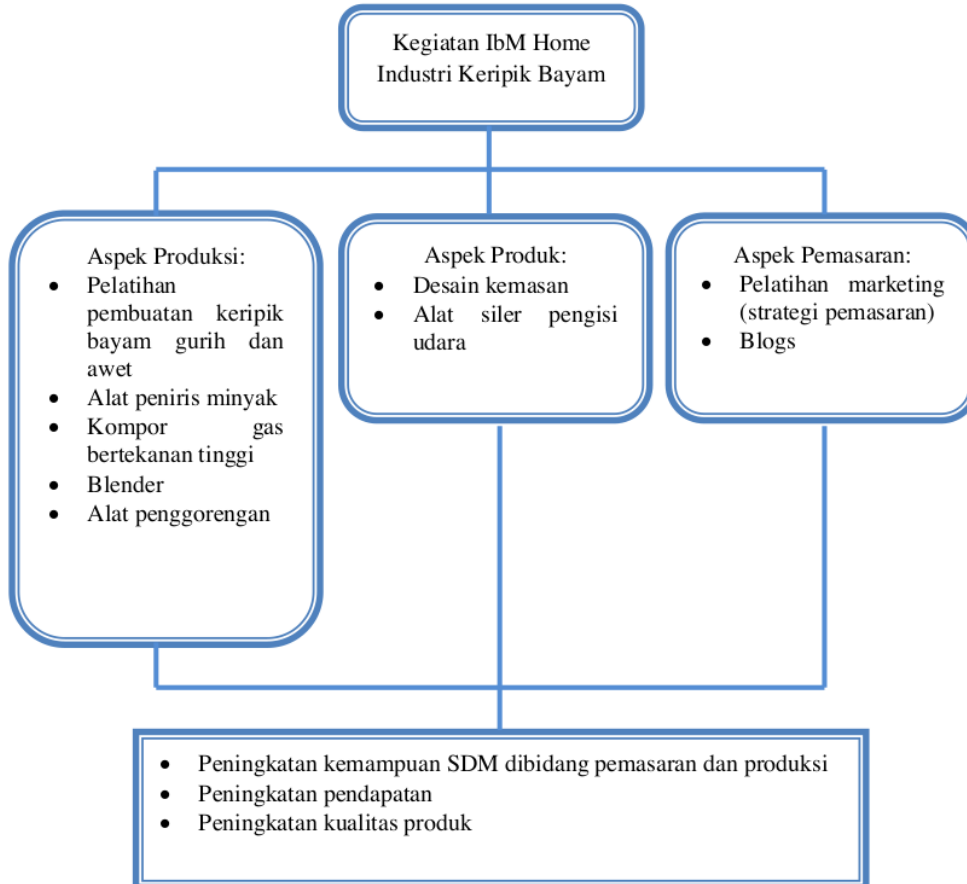 Kegiatan IbM Home
Industri Keripik Bayam
Aspek Produksi:
• Pelatihan
pembuatan keripik
bayam gurih dan
awet
• Alat peniris minyak
• Kompor gas
bertekanan tinggi
• Blender
• Alat penggorengan
Aspek Produk:
• Desain kemasan
• Alat siler pengisi
udara
Aspek Pemasaran:
• Pelatihan marketing
(strategi pemasaran)
• Blogs
• Peningkatan kemampuan SDM dibidang pemasaran dan produksi
• Peningkatan pendapatan
• Peningkatan kualitas produk